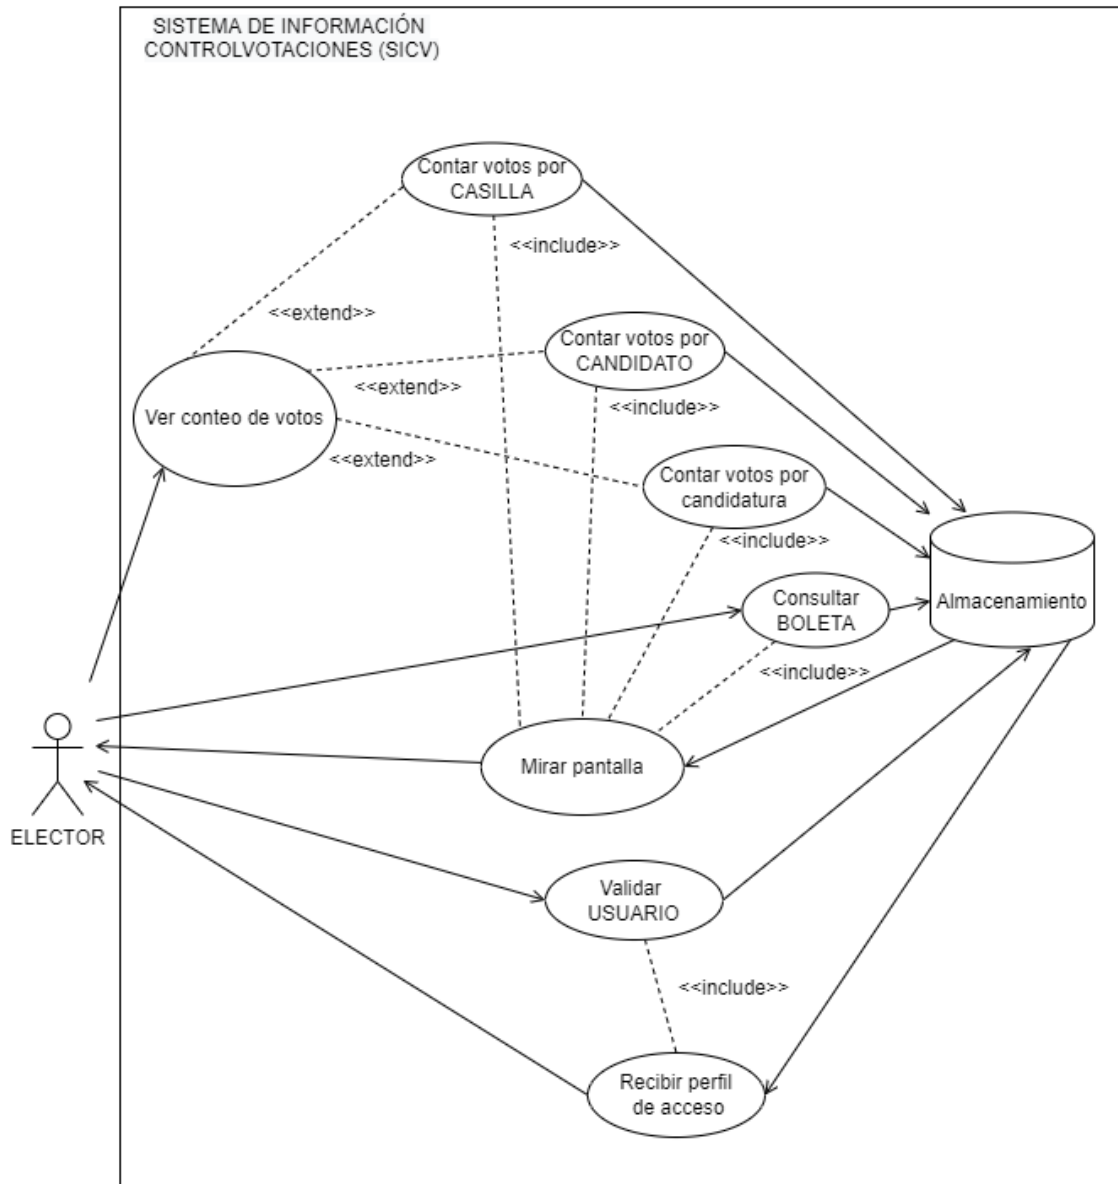 SISTEMA DE INFORMACIÓN
CONTROLVOTACIONES (SICV)
Contar votos por
CASILLA
<<include>>
<<extend>>
Contar votos por
CANDIDATO
<<extend>>
<<include>>
Ver conteo de votos
<<extend>>
Contar votos por
candidatura
<<include>>
Consultar
BOLETA
Almacenamiento
<<include>>
Mirar pantalla
ELECTOR
Validar
USUARIO
<<include>>
Recibir perfil
de acceso